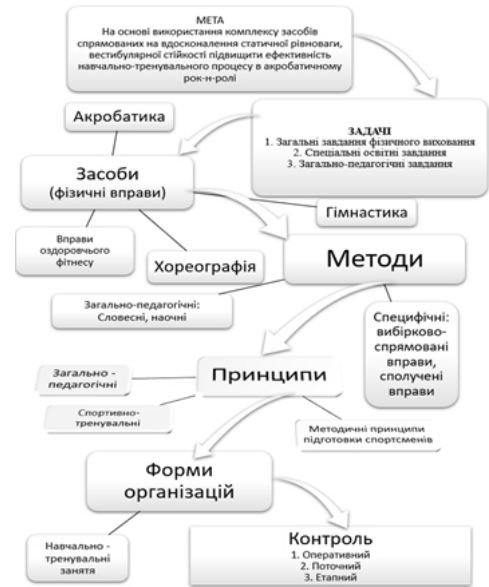 МЕТА
На основі використання комплексу засобів
спрямованих на вдосконалення статичної рівноваги,
вестибулярної стійкості підвищити ефективність
навчально-тренувального процесу в акробатичному
рок-н-ролі
Акробатика
ЗАДАЧІ
1. Загальні завдання фізичного виховання
2. Спеціальні освітні завдання
3. Загально-педагогічні завдання
Засоби
(фізичні вправи)
Гімнастика
Вправи
оздоровчого
фітнесу
Хореографія
Методи
Загально-педагогічні:
Словесні, наочні
Специфічні:
вибірково-
спрямовані
вправи,
сполучені
вправи
Загально -
педагогічні
Принципи
Спортивно-
тренувальні
Методичні принципи
підготовки спортсменів
Форми
організацій
Навчально -
тренувальні
заняття
Контроль
1. Оперативний
2. Поточний
3. Етапний